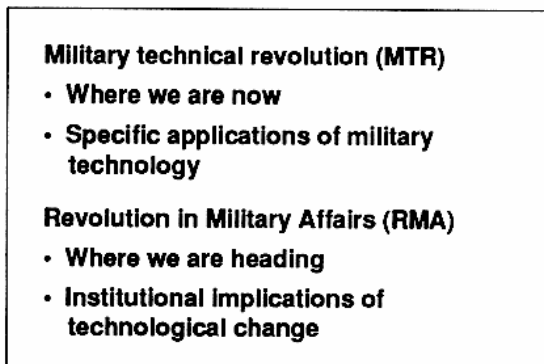 Military technical revolution (MTR)
• Where we are now
• Specific applications of military
technology
Revolution in Military Affairs (RMA)
• Where we are heading
• Institutional implications of
technological change